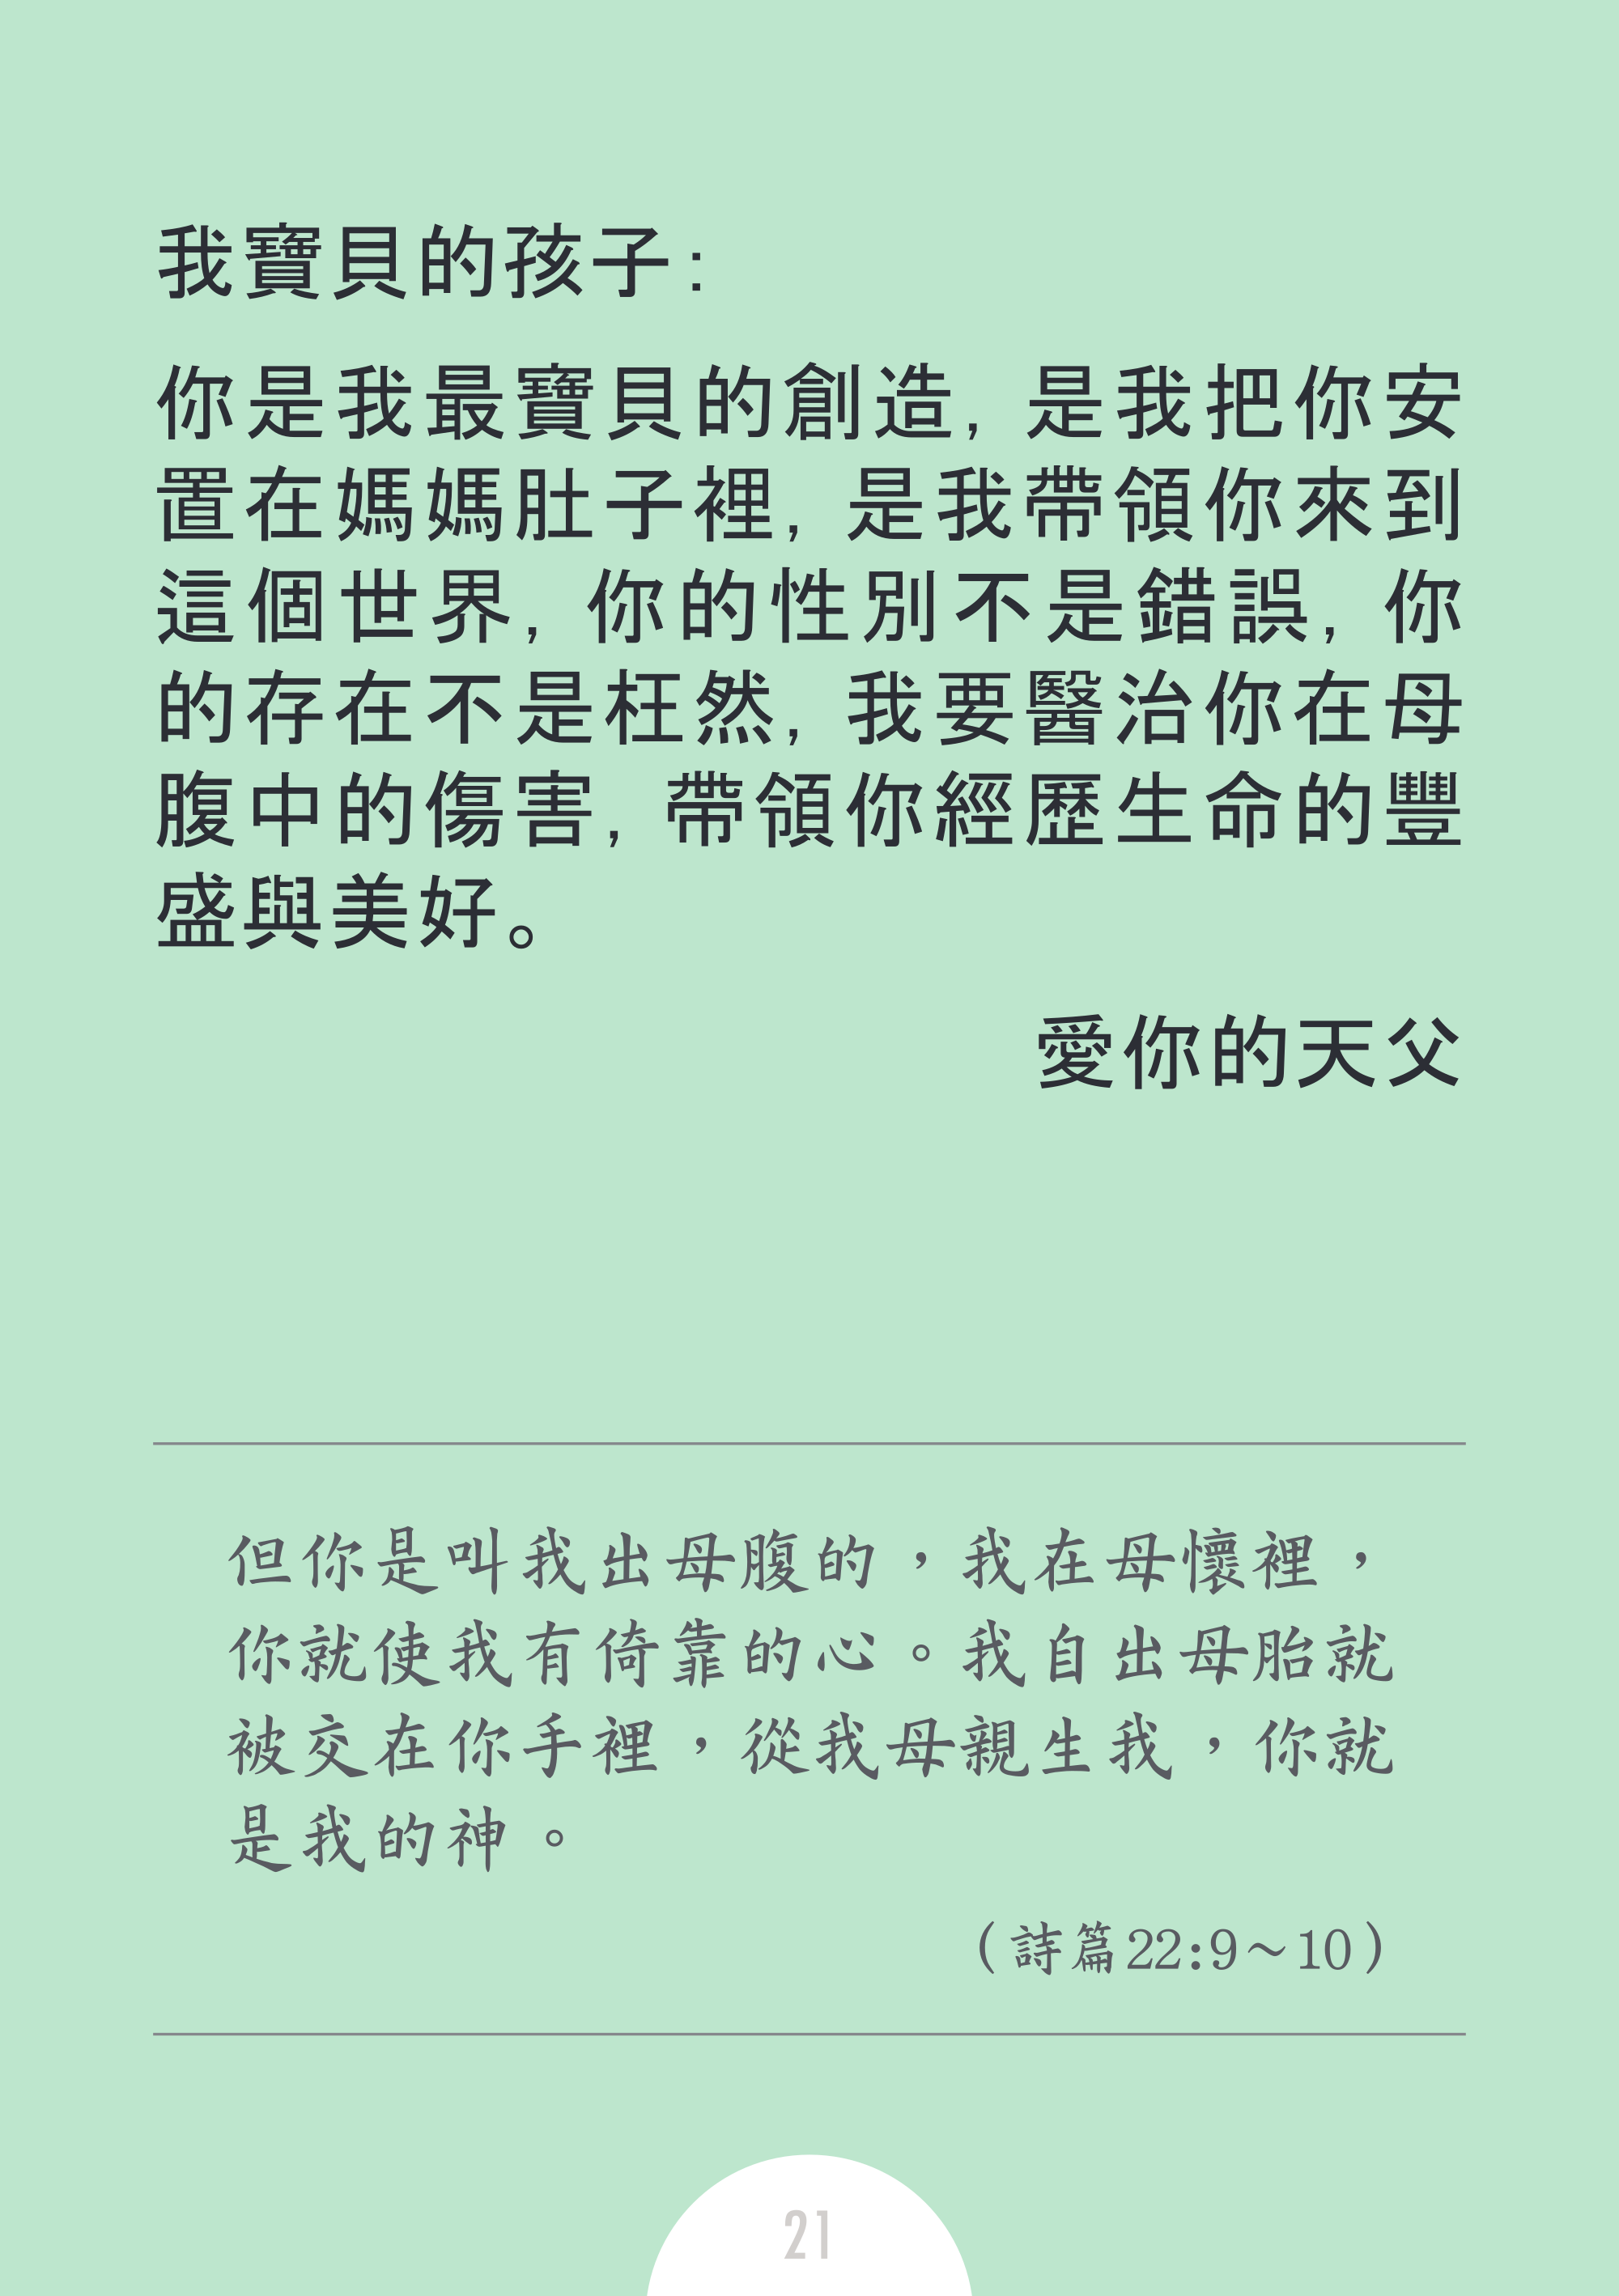 我寶貝的孩子：
你是我最寶貝的創造，是我把你安
置在媽媽肚子裡，是我帶領你來到
這個世界，你的性別不是錯誤，你
的存在不是枉然，我要醫治你在母
腹中的傷害，帶領你經歷生命的豐
盛與美好。
愛你的天父
但你是叫我出母腹的，我在母懷裡，
你就使我有倚靠的心。我自出母胎就
被交在你手裡，從我母親生我，你就
是我的神。
（詩篇22:9～10）
21